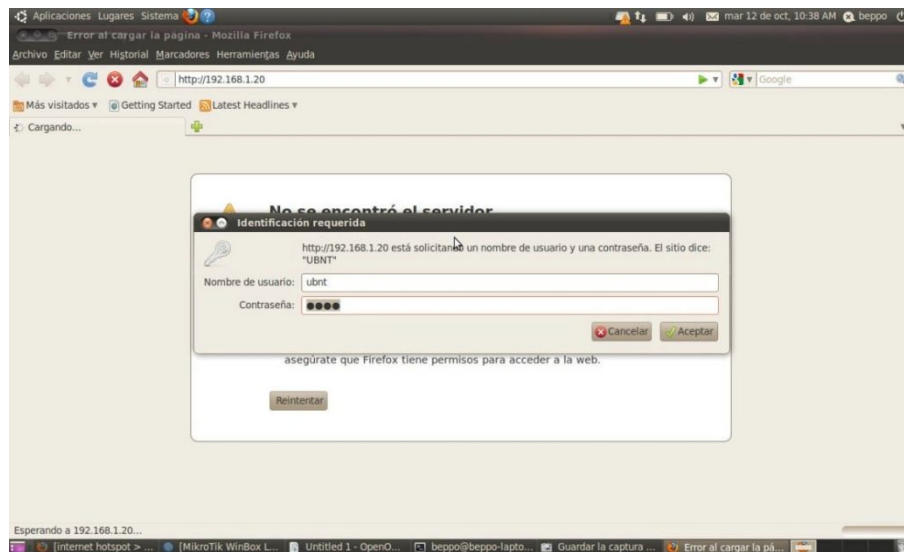 Aplicaciones Lugares Sistema mar 12 de oct, 10:38 AM beppo
Error al cargar la página - Mozilla Firefox
Archivo Editar Ver Historial Marcadores Herramientas Ayuda
http://192.168.1.20 Google
Más visitados Getting Started Latest Headlines
Cargando...
No se encontró el servidor
Identificación requerida
http://192.168.1.20 está solicitando un nombre de usuario y una contraseña. El sitio dice:
"UBNT"
Nombre de usuario: ubnt
Contraseña: ●●●●
Cancelar Aceptar
asegúrate que Firefox tiene permisos para acceder a la web.
Reintentar
Esperando a 192.168.1.20...
[internet hotspot > ... [MikroTik WinBox L... Untitled 1 - OpenO... beppo@beppo-lapto... Guardar la captura ... Error al cargar la pá...